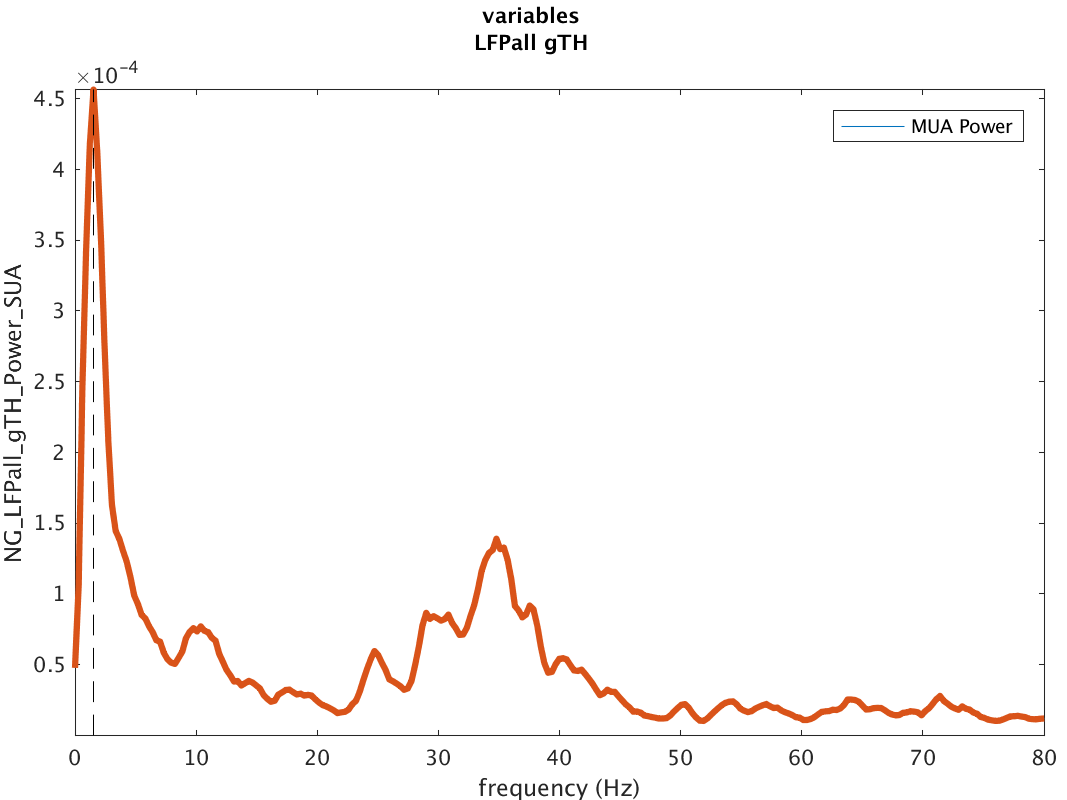 variables
LFPall gTH
×10⁻⁴
MUA Power
4.5
4
3.5
3
2.5
2
1.5
1
0.5
NG_LFPall_gTH_Power_SUA
0 10 20 30 40 50 60 70 80
frequency (Hz)